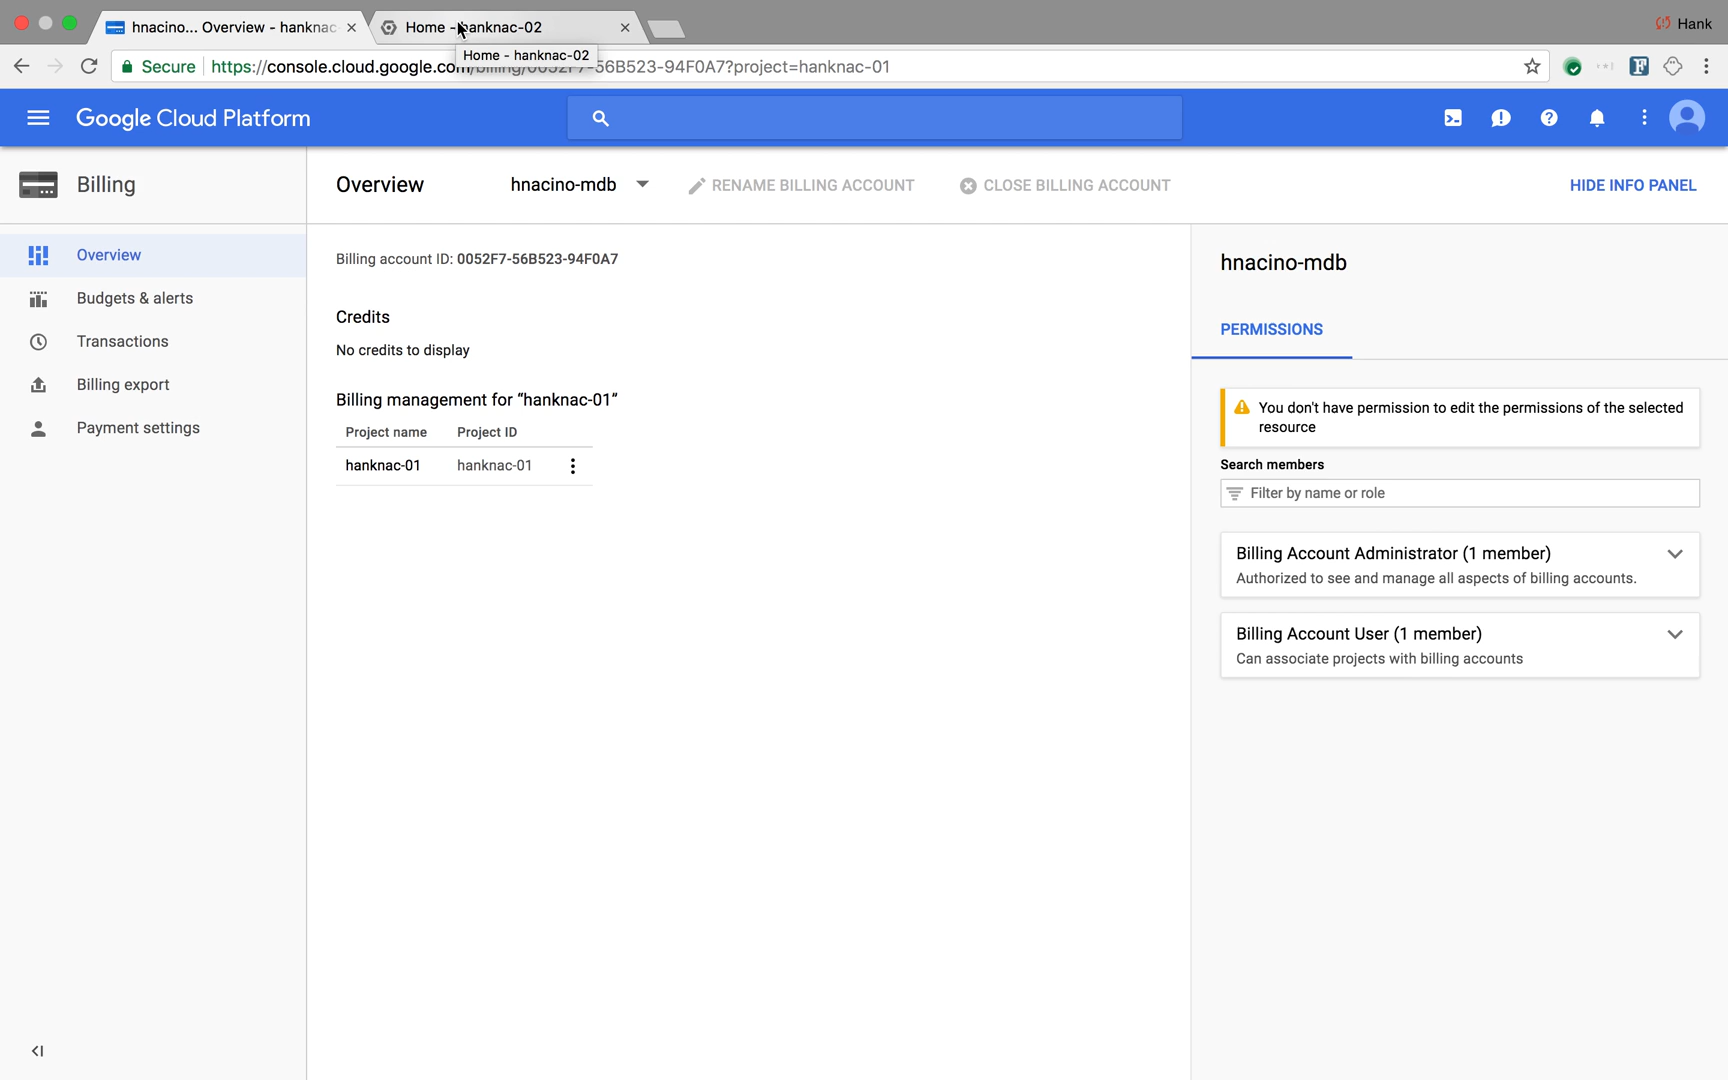 hnacino... Overview - hanknac
Home - hanknac-02
Hank
Home - hanknac-02
Secure
https://console.cloud.google.com/billing/0052F7-56B523-94F0A7?project=hanknac-01
Google Cloud Platform
Billing
Overview
hnacino-mdb
RENAME BILLING ACCOUNT
CLOSE BILLING ACCOUNT
HIDE INFO PANEL
Overview
Budgets & alerts
Transactions
Billing export
Payment settings
Billing account ID: 0052F7-56B523-94F0A7
Credits
No credits to display
Billing management for “hanknac-01”
Project name Project ID
hanknac-01 hanknac-01
hnacino-mdb
PERMISSIONS
You don't have permission to edit the permissions of the selected
resource
Search members
Filter by name or role
Billing Account Administrator (1 member)
Authorized to see and manage all aspects of billing accounts.
Billing Account User (1 member)
Can associate projects with billing accounts